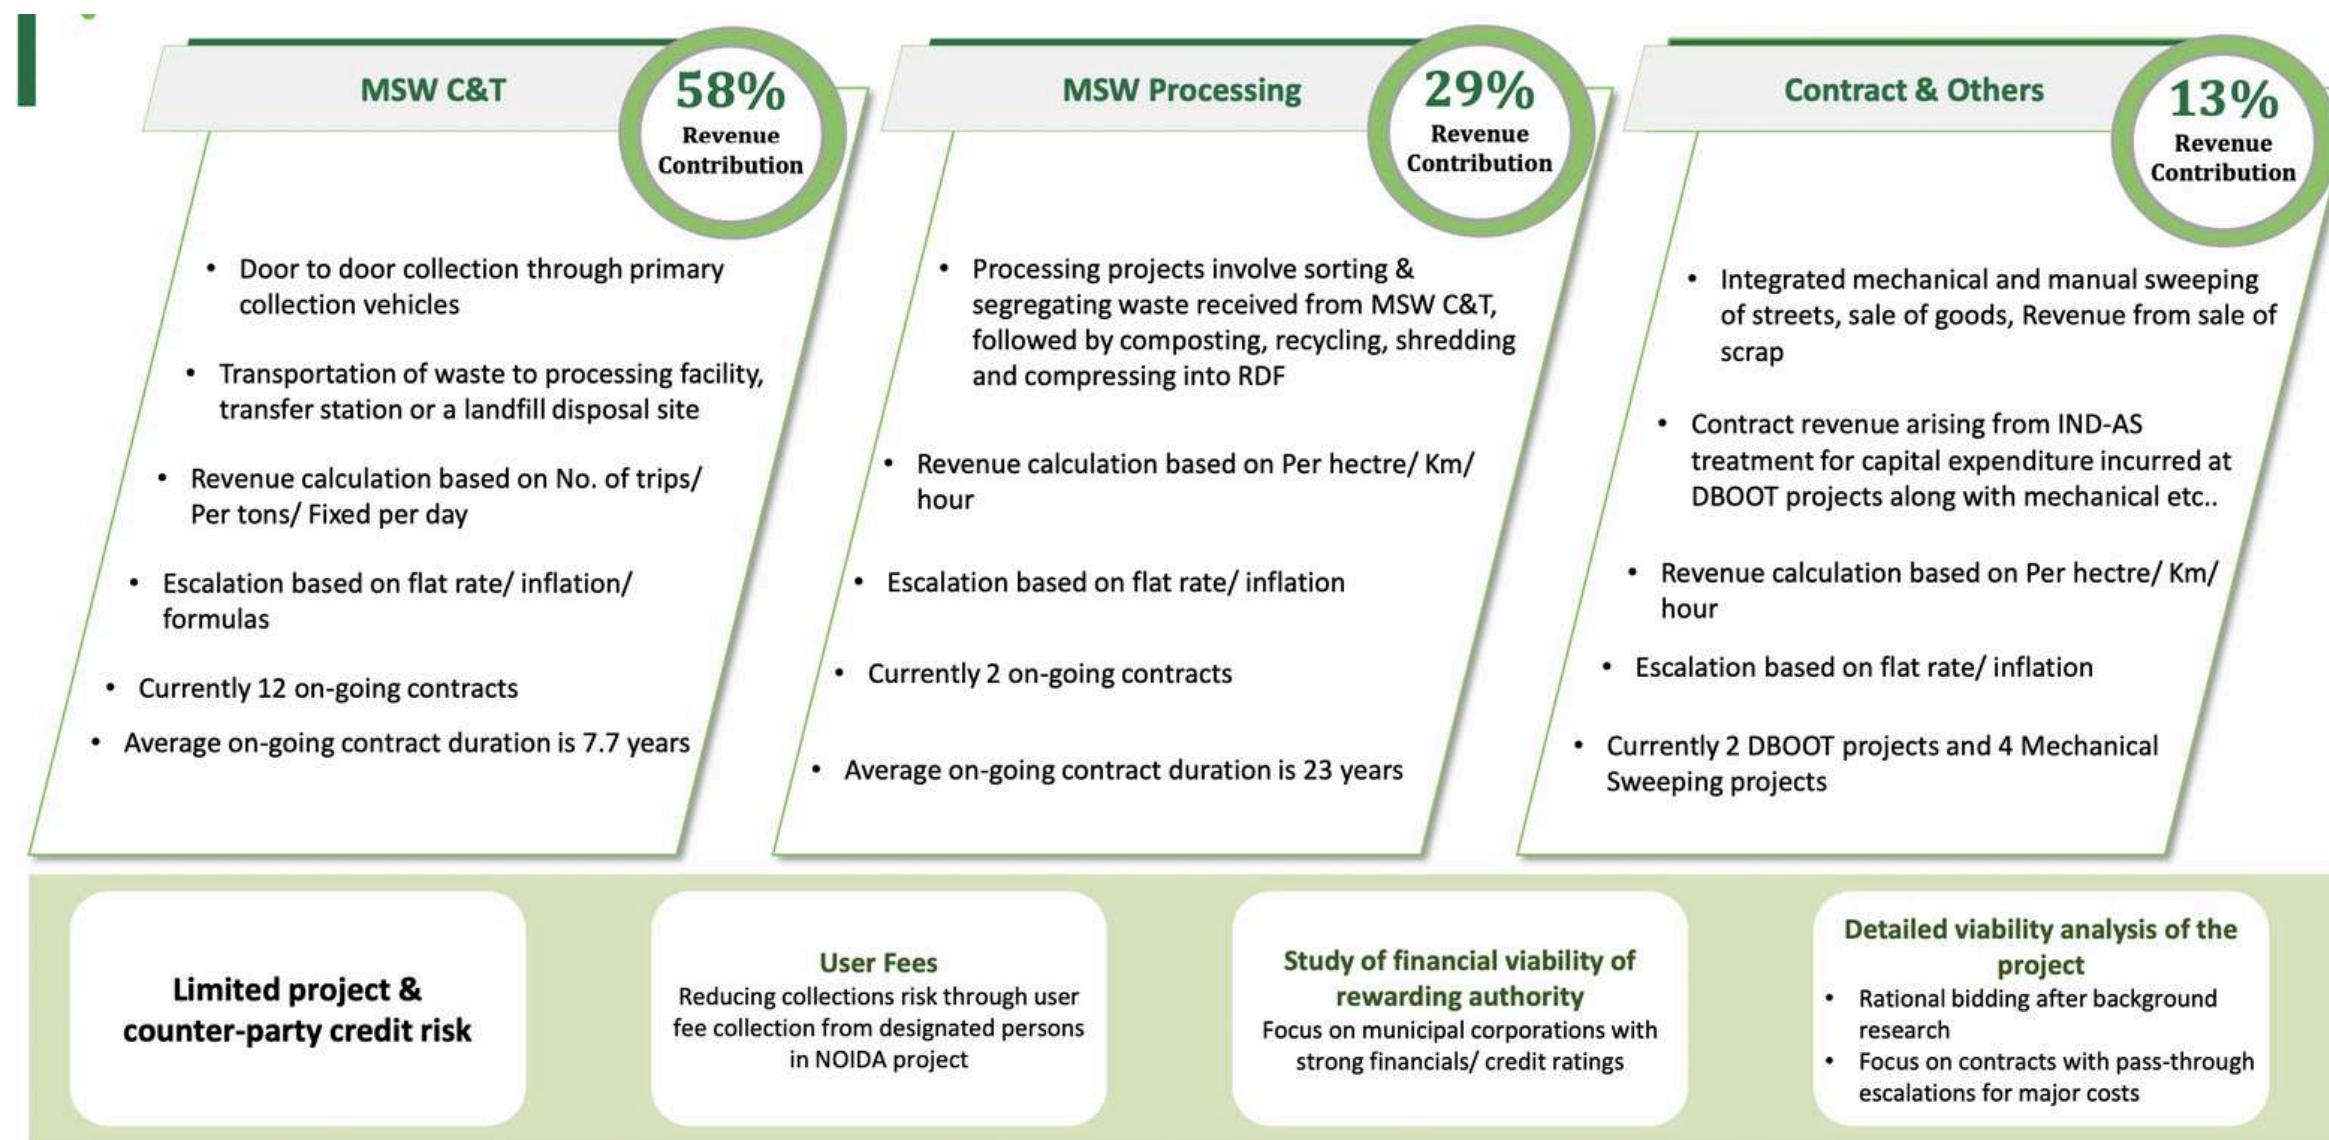 MSW C&T
58%
Revenue
Contribution
• Door to door collection through primary
collection vehicles
• Transportation of waste to processing facility,
transfer station or a landfill disposal site
• Revenue calculation based on No. of trips/
Per tons/ Fixed per day
• Escalation based on flat rate/ inflation/
formulas
• Currently 12 on-going contracts
• Average on-going contract duration is 7.7 years
MSW Processing
29%
Revenue
Contribution
• Processing projects involve sorting &
segregating waste received from MSW C&T,
followed by composting, recycling, shredding
and compressing into RDF
• Revenue calculation based on Per hectre/ Km/
hour
• Escalation based on flat rate/ inflation
• Currently 2 on-going contracts
• Average on-going contract duration is 23 years
Contract & Others
13%
Revenue
Contribution
• Integrated mechanical and manual sweeping
of streets, sale of goods, Revenue from sale of
scrap
• Contract revenue arising from IND-AS
treatment for capital expenditure incurred at
DBOOT projects along with mechanical etc..
• Revenue calculation based on Per hectre/ Km/
hour
• Escalation based on flat rate/ inflation
• Currently 2 DBOOT projects and 4 Mechanical
Sweeping projects
Limited project &
counter-party credit risk
User Fees
Reducing collections risk through user
fee collection from designated persons
in NOIDA project
Study of financial viability of
rewarding authority
Focus on municipal corporations with
strong financials/ credit ratings
Detailed viability analysis of the
project
• Rational bidding after background
research
• Focus on contracts with pass-through
escalations for major costs